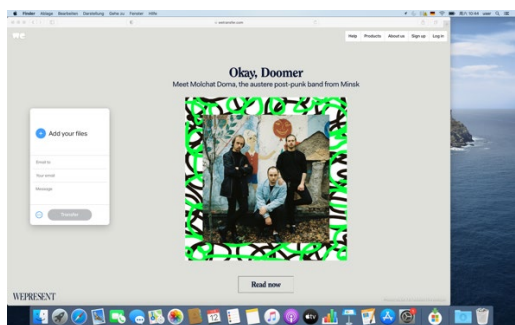 Finder Ablage Bearbeiten Darstellung Gehe zu Fenster Hilfe
wetransfer.com
we
Help Products About us Sign up Log in
Okay, Doomer
Meet Molchat Doma, the austere post-punk band from Minsk
Add your files
Email to
Your email
Message
Transfer
Read now
WEPRESENT